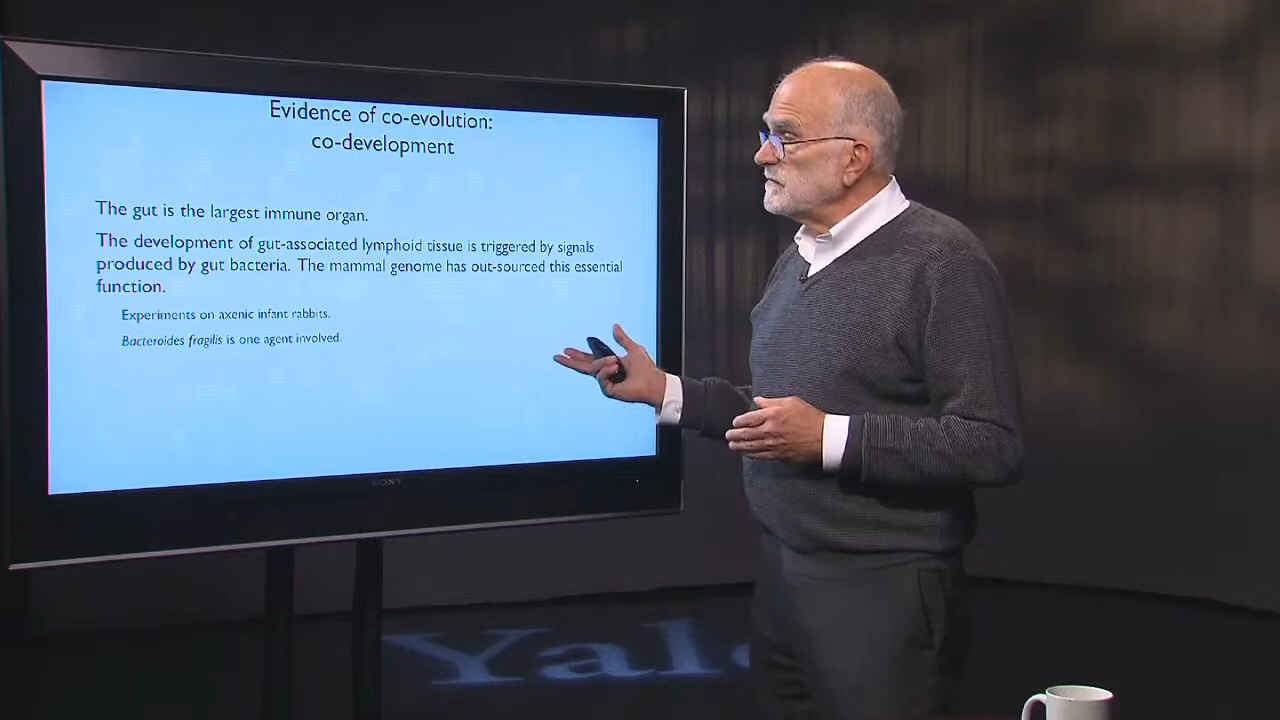 Evidence of co-evolution:
co-development
The gut is the largest immune organ.
The development of gut-associated lymphoid tissue is triggered by signals
produced by gut bacteria. The mammal genome has out-sourced this essential
function.
Experiments on axenic infant rabbits.
Bacteroides fragilis is one agent involved.
SONY
Yale